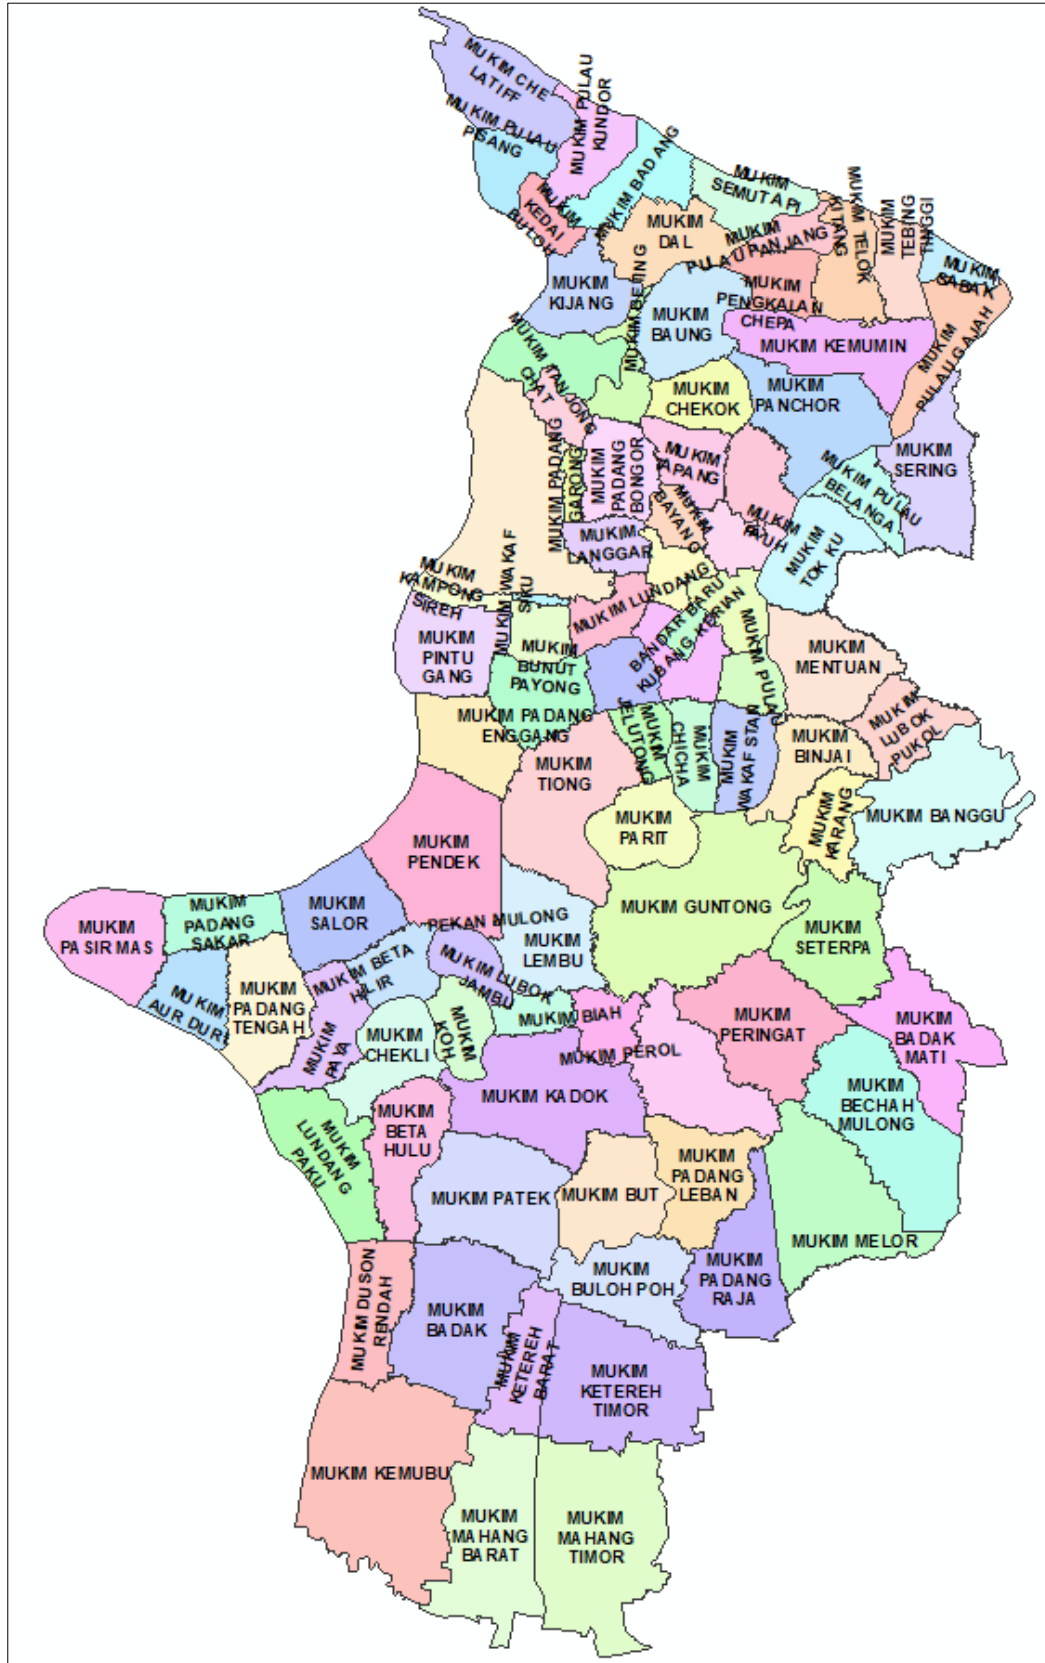 MUKIM CHE
LATIFF
MUKIM PULAU
KUNDOR
MUKIM PULAU
PISANG
MUKIM BADANG
MUKIM
KEDAI
BULOH
MUKIM
SEMUT API
MUKIM
DAL
MUKIM
PULAU PANJANG
KITANG
MUKIM TELOK
MUKIM
TEBING
TINGGI
MUKIM
SABAK
MUKIM
KIJANG
MUKIM BETING
MUKIM
BAUNG
MUKIM
PENGKALAN
CHEPA
MUKIM KEMUMIN
MUKIM
PULAU GAJAH
MUKIM TANJONG
CHAT
MUKIM
CHEKOK
MUKIM
PANCHOR
MUKIM
SERING
MUKIM PADANG
GARONG
MUKIM
PADANG
BONGOR
MUKIM
TAPANG
MUKIM PULAU
BELANGA
MUKIM
BAYANG
MUKIM
PAUH
MUKIM
LANGGAR
MUKIM
TOK KU
MUKIM
KAMPONG
SIREH
MUKIM WAKAF
SIKU
MUKIM LUNDANG
BANDAR BARU
KUBANG KERIAN
MUKIM
PINTU
GANG
MUKIM
BUNUT
PAYONG
MUKIM PULAU
MUKIM
MENTUAN
MUKIM PADANG
ENGGANG
MUKIM
JELUTONG
MUKIM
CHICHA
MUKIM
WAKAF STAN
MUKIM
BINJAI
MUKIM
LUBOK
PUKOL
MUKIM
TIONG
MUKIM
PARIT
MUKIM
KARANG
MUKIM BANGGU
MUKIM
PENDEK
MUKIM
SALOR
MUKIM
PADANG
SAKAR
MUKIM
PASIR MAS
PEKAN MULONG
MUKIM
LEMBU
MUKIM GUNTONG
MUKIM
SETERPA
MUKIM
AUR DURI
MUKIM
PADANG
TENGAH
MUKIM BETA
HILIR
MUKIM LUBOK
JAMBU
MUKIM
PAYA
MUKIM
CHEKLI
MUKIM
KOH
MUKIM BIAH
MUKIM PEROL
MUKIM
PERINGAT
MUKIM
BADAK
MATI
MUKIM KADOK
MUKIM
BECHAH
MULONG
MUKIM
LUNDANG
PAKU
MUKIM
BETA
HULU
MUKIM
PADANG
LEBAN
MUKIM PATEK
MUKIM BUT
MUKIM MELOR
MUKIM
BULOH POH
MUKIM
PADANG
RAJA
MUKIM DUSON
RENDAH
MUKIM
BADAK
MUKIM
KETEREH
BARAT
MUKIM
KETEREH
TIMOR
MUKIM KEMUBU
MUKIM
MAHANG
BARAT
MUKIM
MAHANG
TIMOR